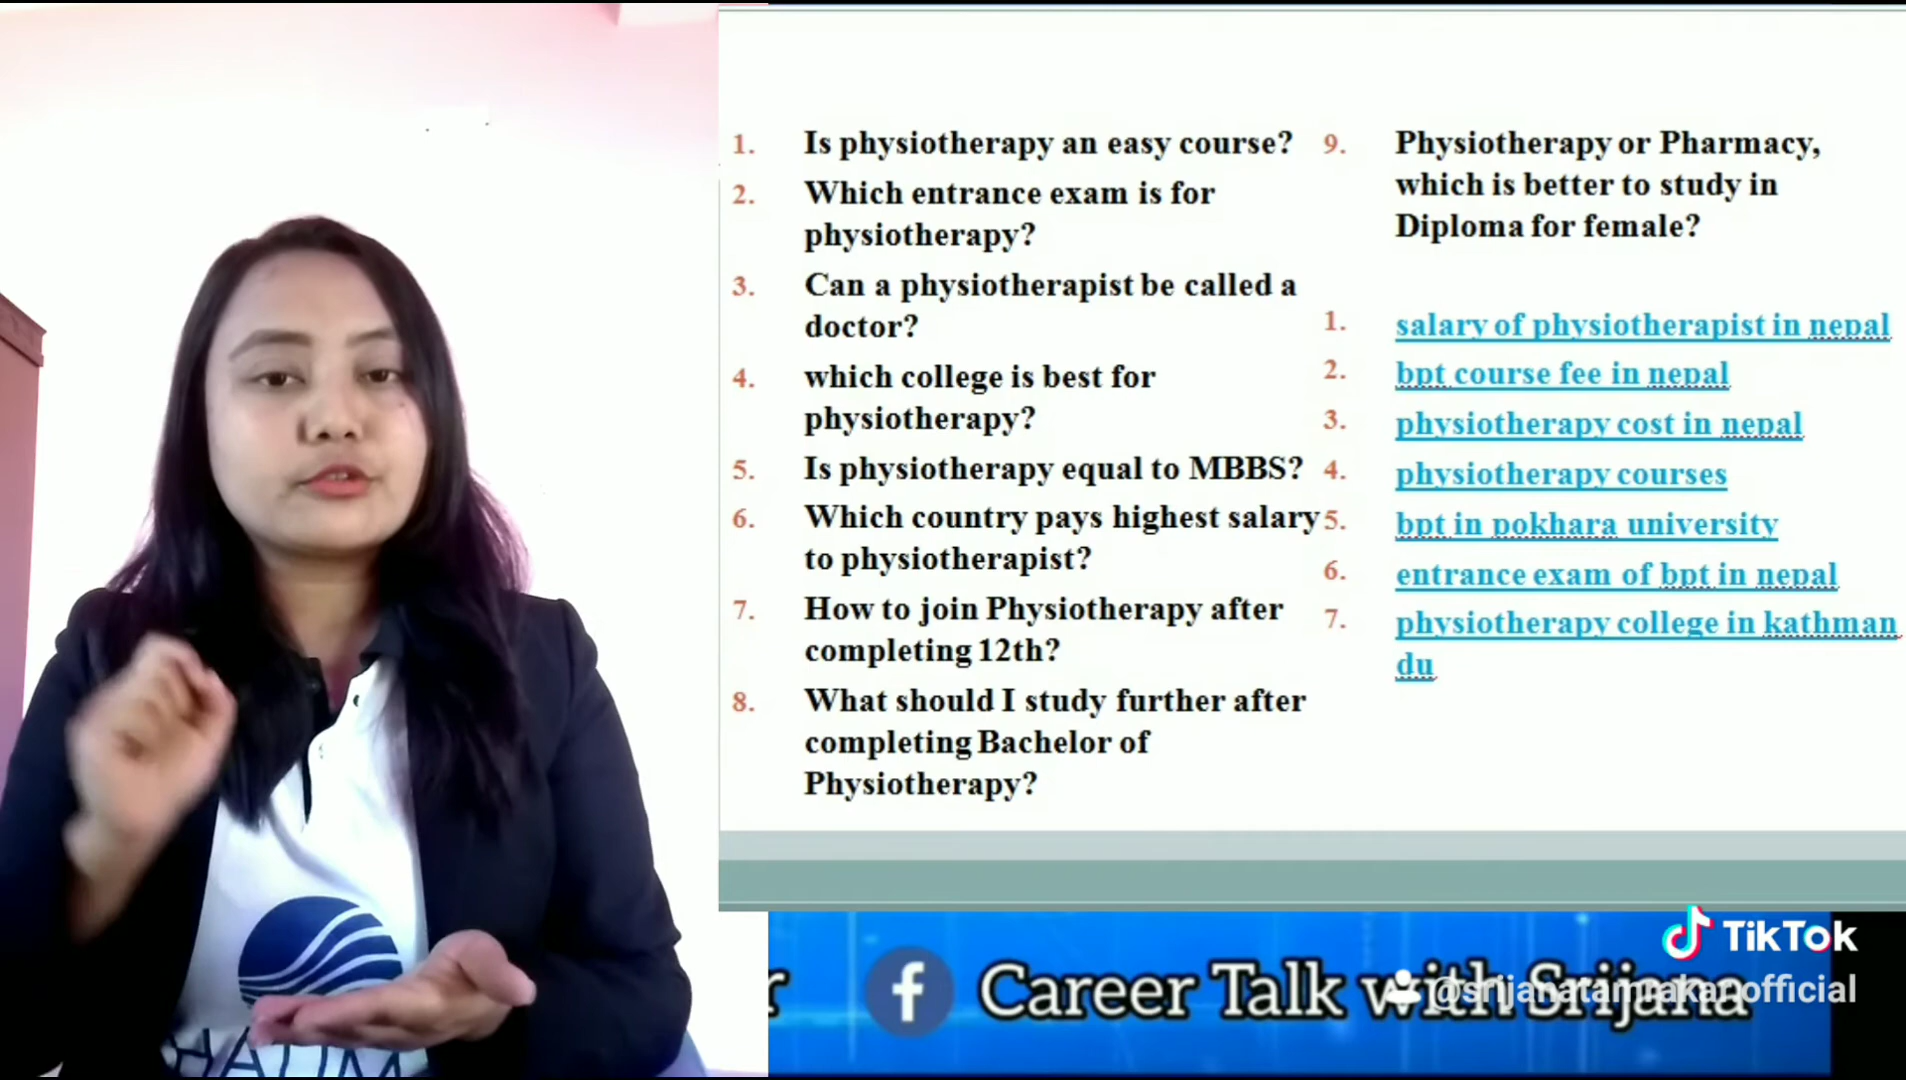 1. Is physiotherapy an easy course?
2. Which entrance exam is for
physiotherapy?
3. Can a physiotherapist be called a
doctor?
4. which college is best for
physiotherapy?
5. Is physiotherapy equal to MBBS?
6. Which country pays highest salary
to physiotherapist?
7. How to join Physiotherapy after
completing 12th?
8. What should I study further after
completing Bachelor of
Physiotherapy?
9. Physiotherapy or Pharmacy,
which is better to study in
Diploma for female?
1. salary of physiotherapist in nepal
2. bpt course fee in nepal
3. physiotherapy cost in nepal
4. physiotherapy courses
5. bpt in pokhara university
6. entrance exam of bpt in nepal
7. physiotherapy college in kathman
du
TikTok
Career Talk with Srijana
@srijanatamrakar.official